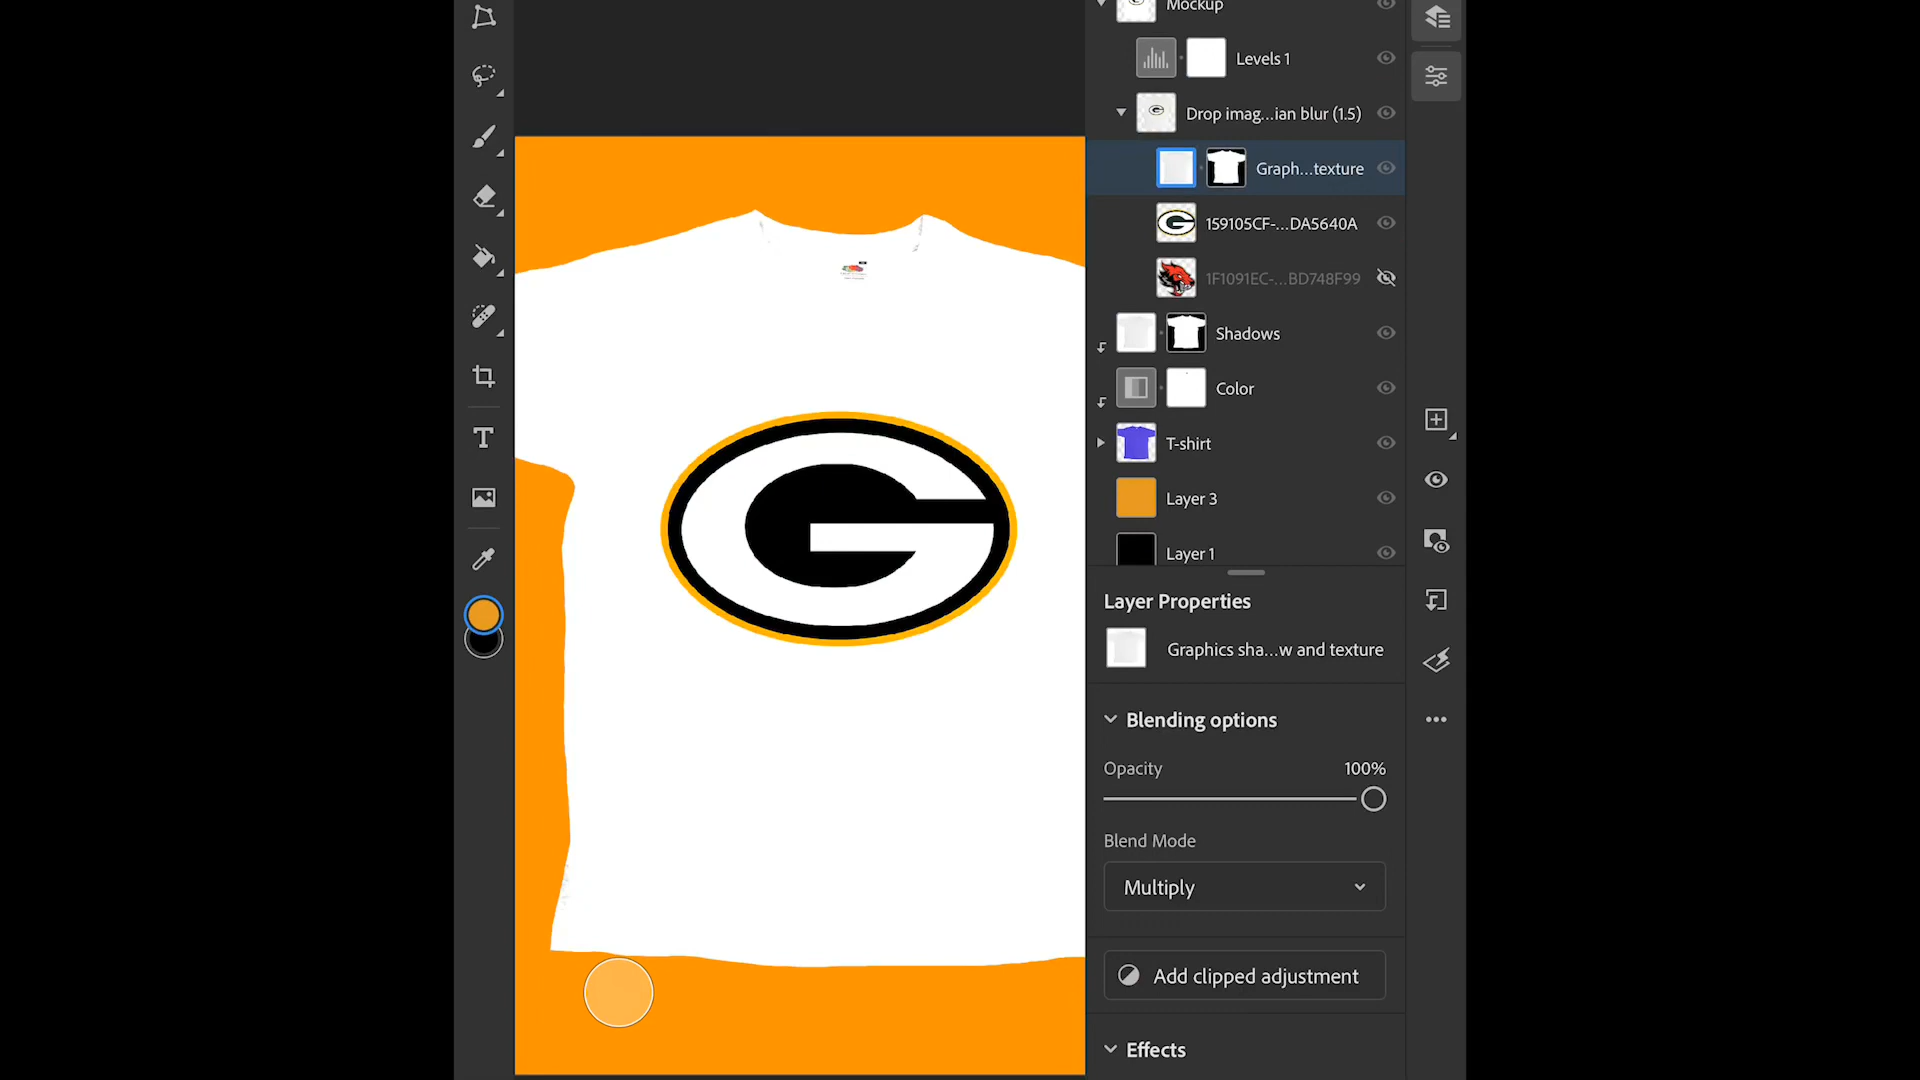 Mockup
Levels 1
Drop imag...ian blur (1.5)
Graph...texture
159105CF-...DA5640A
1F1091EC-...BD748F99
Shadows
Color
T-shirt
Layer 3
Layer 1
Layer Properties
Graphics sha...w and texture
Blending options
Opacity 100%
Blend Mode
Multiply
Add clipped adjustment
Effects
T
G